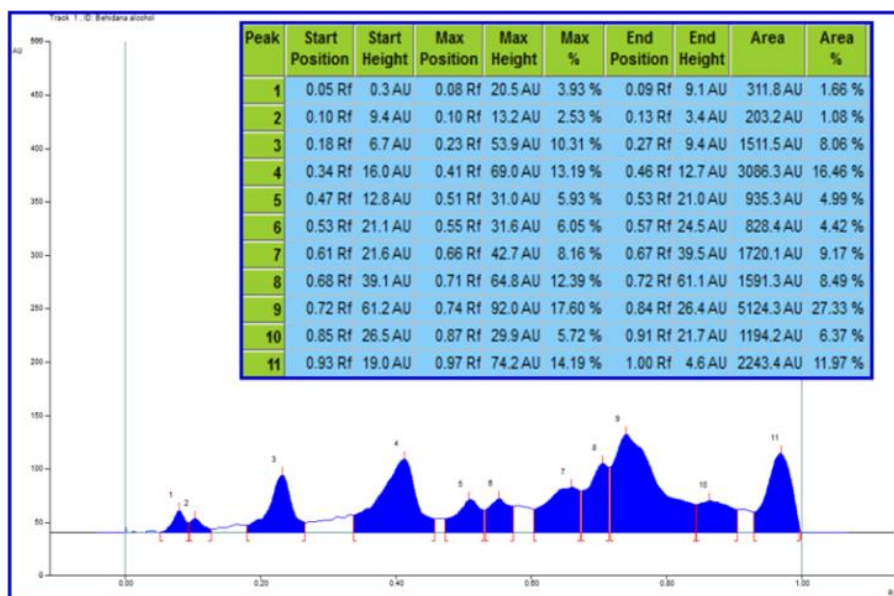 Track 1 , ID: Behidana alcohol
AU
Peak Start Position Start Height Max Position Max Height Max % End Position End Height Area Area %
1 0.05 Rf 0.3 AU 0.08 Rf 20.5 AU 3.93 % 0.09 Rf 9.1 AU 311.8 AU 1.66 %
2 0.10 Rf 9.4 AU 0.10 Rf 13.2 AU 2.53 % 0.13 Rf 3.4 AU 203.2 AU 1.08 %
3 0.18 Rf 6.7 AU 0.23 Rf 53.9 AU 10.31 % 0.27 Rf 9.4 AU 1511.5 AU 8.06 %
4 0.34 Rf 16.0 AU 0.41 Rf 69.0 AU 13.19 % 0.46 Rf 12.7 AU 3086.3 AU 16.46 %
5 0.47 Rf 12.8 AU 0.51 Rf 31.0 AU 5.93 % 0.53 Rf 21.0 AU 935.3 AU 4.99 %
6 0.53 Rf 21.1 AU 0.55 Rf 31.6 AU 6.05 % 0.57 Rf 24.5 AU 828.4 AU 4.42 %
7 0.61 Rf 21.6 AU 0.66 Rf 42.7 AU 8.16 % 0.67 Rf 39.5 AU 1720.1 AU 9.17 %
8 0.68 Rf 39.1 AU 0.71 Rf 64.8 AU 12.39 % 0.72 Rf 61.1 AU 1591.3 AU 8.49 %
9 0.72 Rf 61.2 AU 0.74 Rf 92.0 AU 17.60 % 0.84 Rf 26.4 AU 5124.3 AU 27.33 %
10 0.85 Rf 26.5 AU 0.87 Rf 29.9 AU 5.72 % 0.91 Rf 21.7 AU 1194.2 AU 6.37 %
11 0.93 Rf 19.0 AU 0.97 Rf 74.2 AU 14.19 % 1.00 Rf 4.6 AU 2243.4 AU 11.97 %
500
450
400
350
300
250
200
150
100
50
0
1 2 3 4 5 6 7 8 9 10 11
0.00 0.20 0.40 0.60 0.80 1.00